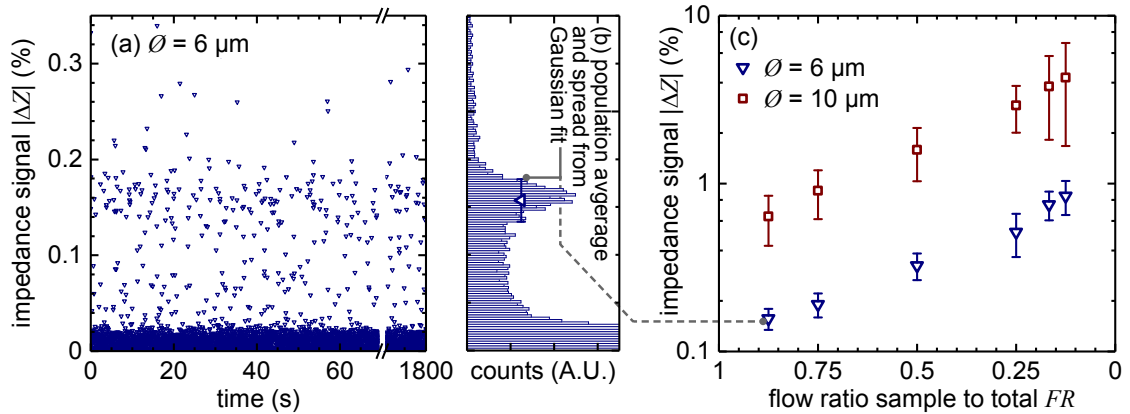 (a) Ø = 6 µm
impedance signal |ΔZ| (%)
0.3
0.2
0.1
0
0 20 40 60 1800
time (s)
(b) population avgerage
and spread from
Gaussian fit
counts (A.U.)
(c)
Ø = 6 µm
Ø = 10 µm
impedance signal |ΔZ| (%)
10
1
0.1
1 0.75 0.5 0.25 0
flow ratio sample to total FR